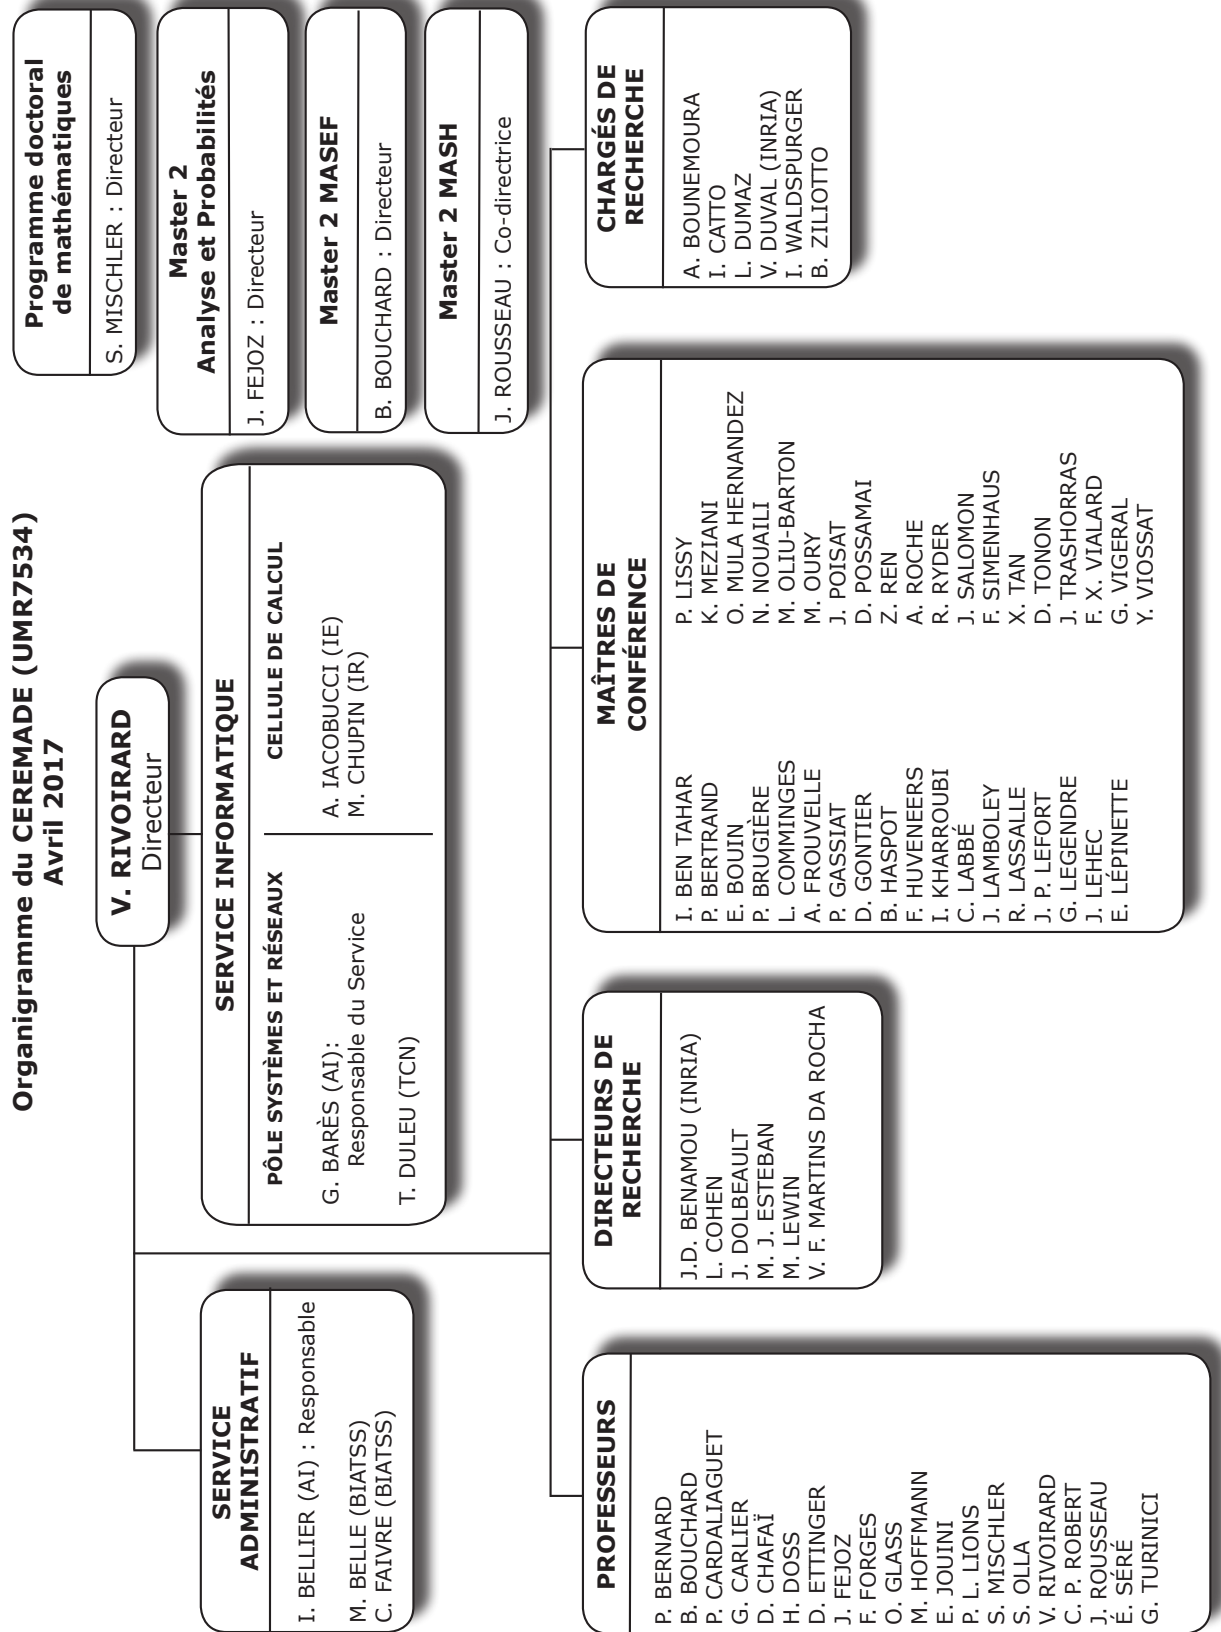 Organigramme du CEREMADE (UMR7534)
Avril 2017
V. RIVOIRARD
Directeur
SERVICE
ADMINISTRATIF
I. BELLIER (AI) : Responsable
M. BELLE (BIATSS)
C. FAIVRE (BIATSS)
SERVICE INFORMATIQUE
PÔLE SYSTÈMES ET RÉSEAUX
G. BARÈS (AI):
Responsable du Service
T. DULEU (TCN)
CELLULE DE CALCUL
A. IACOBUCCI (IE)
M. CHUPIN (IR)
Programme doctoral
de mathématiques
S. MISCHLER : Directeur
Master 2
Analyse et Probabilités
J. FEJOZ : Directeur
Master 2 MASEF
B. BOUCHARD : Directeur
Master 2 MASH
J. ROUSSEAU : Co-directrice
PROFESSEURS
P. BERNARD
B. BOUCHARD
P. CARDALIAGUET
G. CARLIER
D. CHAFAÏ
H. DOSS
D. ETTINGER
J. FEJOZ
F. FORGES
O. GLASS
M. HOFFMANN
E. JOUINI
P. L. LIONS
S. MISCHLER
S. OLLA
V. RIVOIRARD
C. P. ROBERT
J. ROUSSEAU
É. SÉRÉ
G. TURINICI
DIRECTEURS DE
RECHERCHE
J.D. BENAMOU (INRIA)
L. COHEN
J. DOLBEAULT
M. J. ESTEBAN
M. LEWIN
V. F. MARTINS DA ROCHA
MAÎTRES DE
CONFÉRENCE
I. BEN TAHAR
P. BERTRAND
E. BOUIN
P. BRUGIÈRE
L. COMMINGES
A. FROUVELLE
P. GASSIAT
D. GONTIER
B. HASPOT
F. HUVENEERS
I. KHARROUBI
C. LABBÉ
J. LAMBOLEY
R. LASSALLE
J. P. LEFORT
G. LEGENDRE
J. LEHEC
E. LÉPINETTE
P. LISSY
K. MEZIANI
O. MULA HERNANDEZ
N. NOUAILI
M. OLIU-BARTON
M. OURY
J. POISAT
D. POSSAMAI
Z. REN
A. ROCHE
R. RYDER
J. SALOMON
F. SIMENHAUS
X. TAN
D. TONON
J. TRASHORRAS
F. X. VIALARD
G. VIGERAL
Y. VIOSSAT
CHARGÉS DE
RECHERCHE
A. BOUNEMOURA
I. CATTO
L. DUMAZ
V. DUVAL (INRIA)
I. WALDSPURGER
B. ZILIOTTO